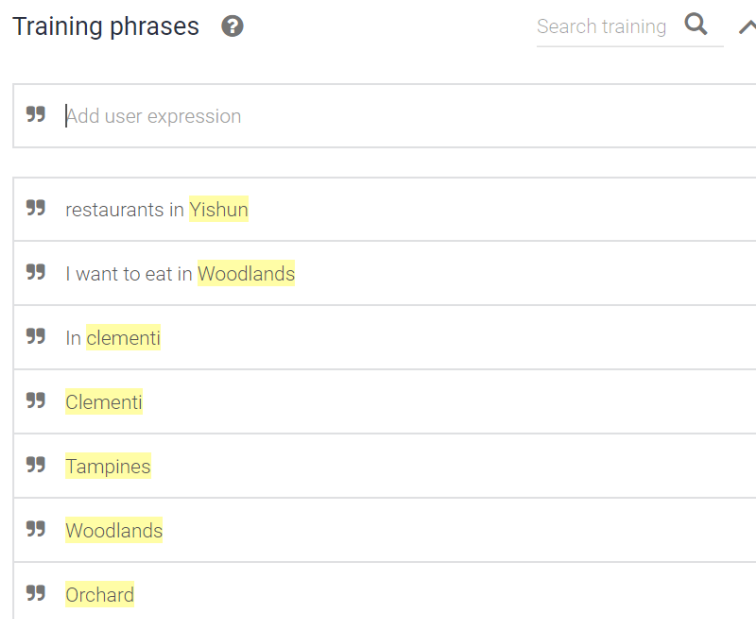 Training phrases ?
Search training
Add user expression
restaurants in Yishun
I want to eat in Woodlands
In clementi
Clementi
Tampines
Woodlands
Orchard